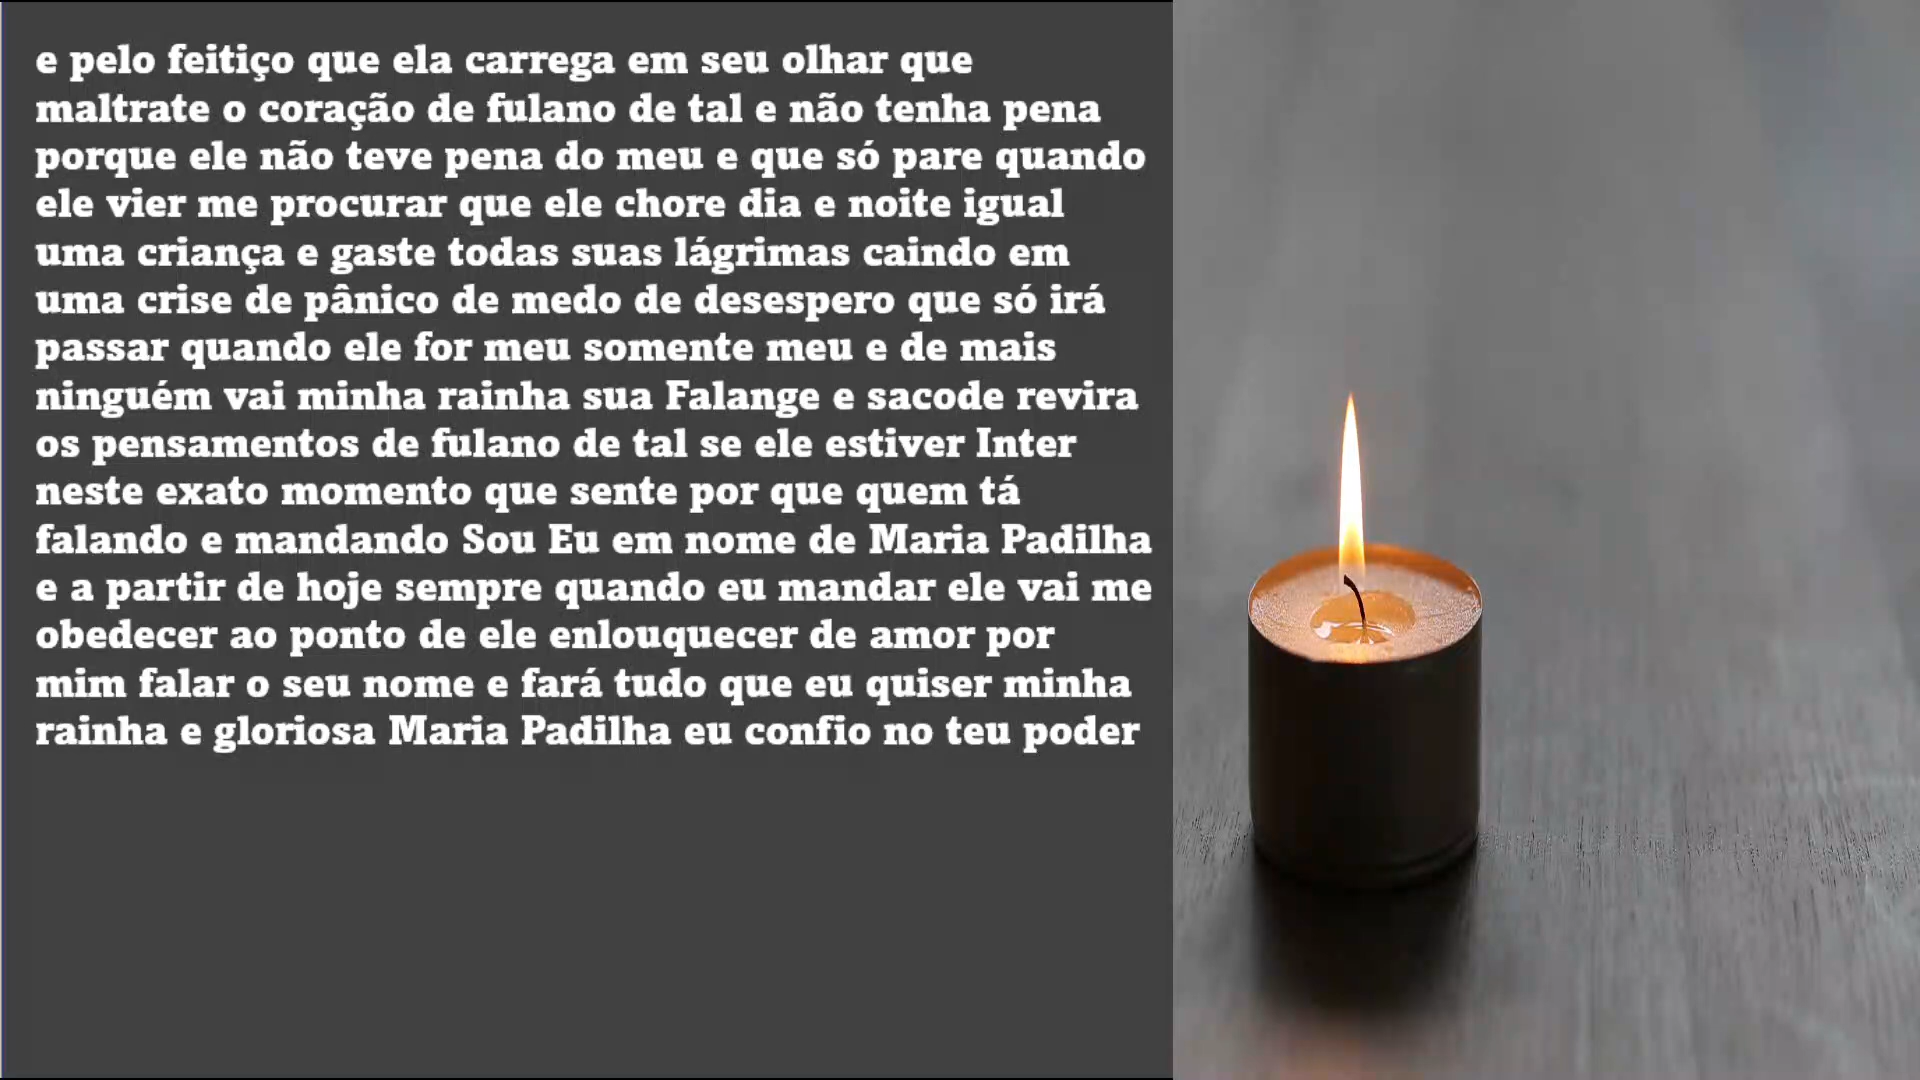 e pelo feitiço que ela carrega em seu olhar que
maltrate o coração de fulano de tal e não tenha pena
porque ele não teve pena do meu e que só pare quando
ele vier me procurar que ele chore dia e noite igual
uma criança e gaste todas suas lágrimas caindo em
uma crise de pânico de medo de desespero que só irá
passar quando ele for meu somente meu e de mais
ninguém vai minha rainha sua Falange e sacode revira
os pensamentos de fulano de tal se ele estiver Inter
neste exato momento que sente por que quem tá
falando e mandando Sou Eu em nome de Maria Padilha
e a partir de hoje sempre quando eu mandar ele vai me
obedecer ao ponto de ele enlouquecer de amor por
mim falar o seu nome e fará tudo que eu quiser minha
rainha e gloriosa Maria Padilha eu confio no teu poder